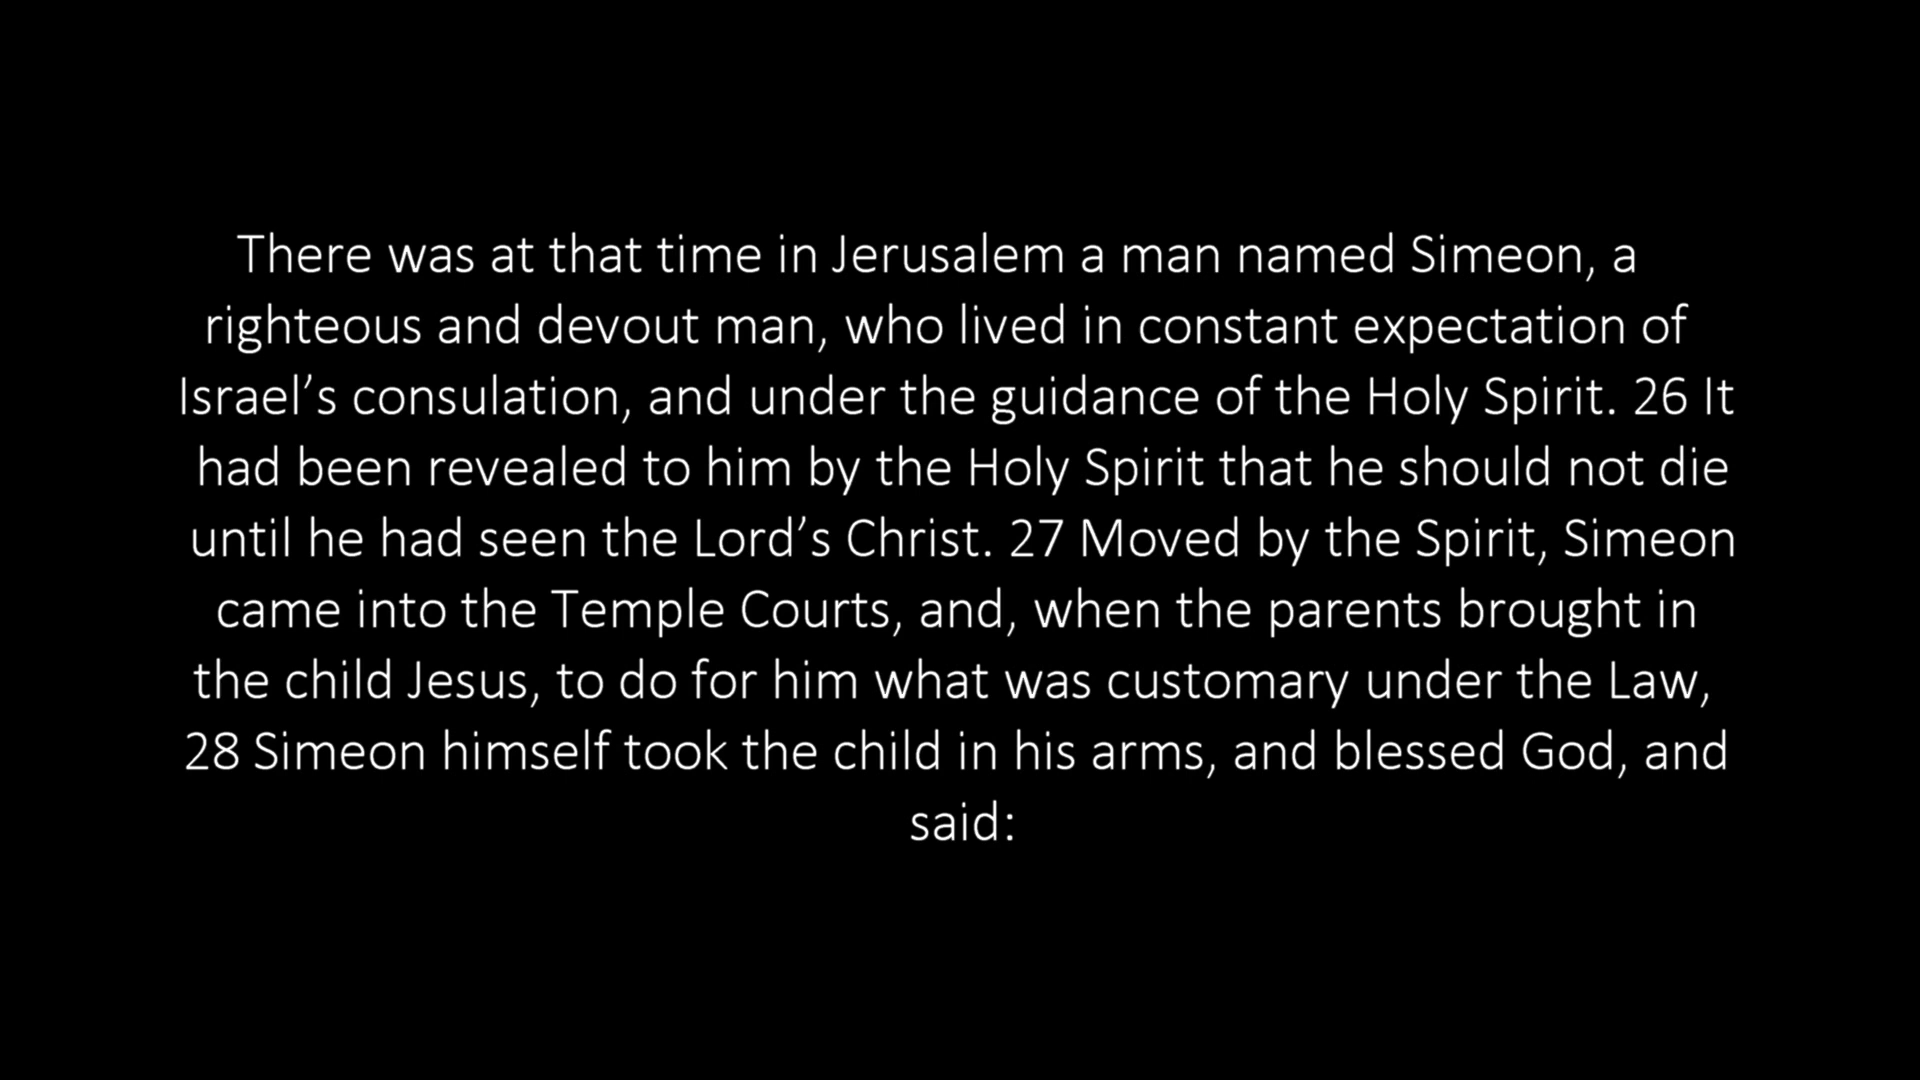 There was at that time in Jerusalem a man named Simeon, a
righteous and devout man, who lived in constant expectation of
Israel’s consulation, and under the guidance of the Holy Spirit. 26 It
had been revealed to him by the Holy Spirit that he should not die
until he had seen the Lord’s Christ. 27 Moved by the Spirit, Simeon
came into the Temple Courts, and, when the parents brought in
the child Jesus, to do for him what was customary under the Law,
28 Simeon himself took the child in his arms, and blessed God, and
said: